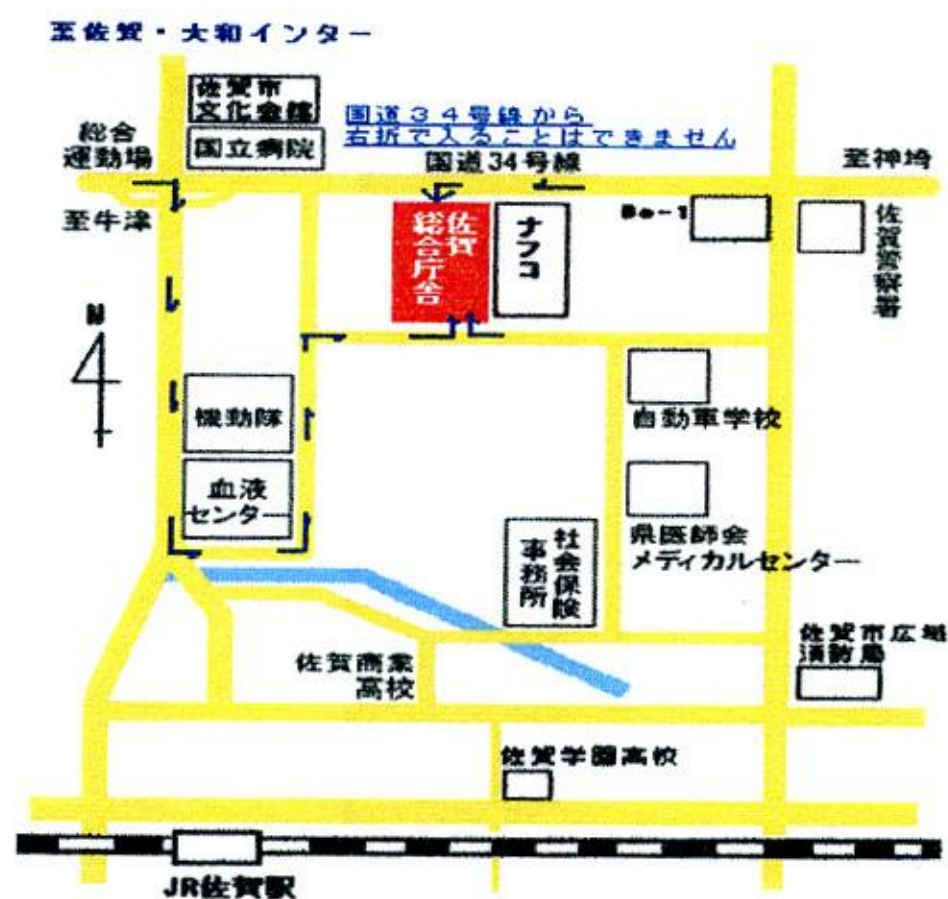 至佐賀・大和インター
佐賀市
文化会館
国道３４号線から
右折で入ることはできません
総合
運動場
国立病院
国道34号線
至神埼
至牛津
佐賀
総合庁舎
ナフコ
Do-1
佐賀警察署
N
機動隊
自動車学校
血液
センター
県医師会
メディカルセンター
社会保険
事務所
佐賀市広域
消防局
佐賀商業
高校
佐賀学園高校
JR佐賀駅